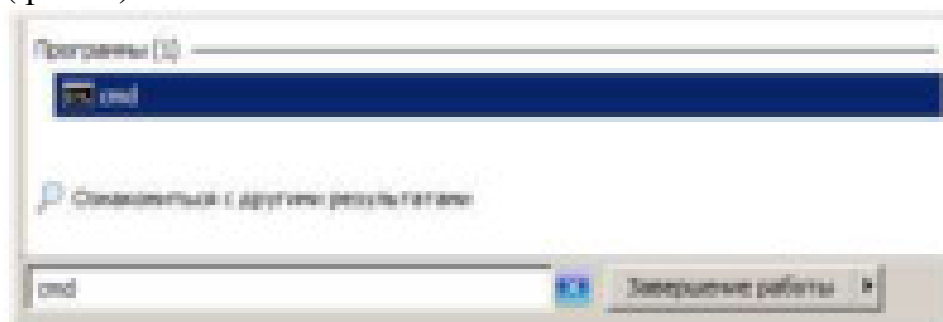 Программы (1)
cmd
Ознакомиться с другими результатами
cmd
Завершение работы